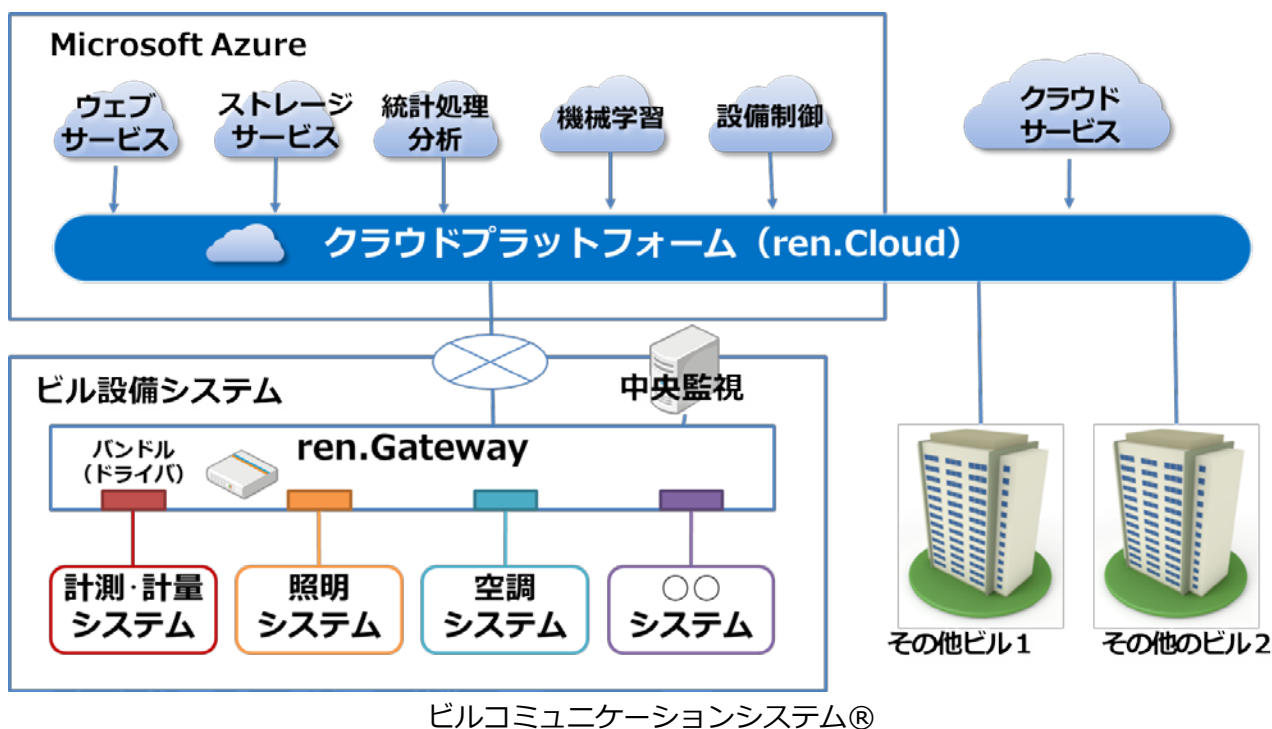 Microsoft Azure
ウェブ
サービス
ストレージ
サービス
統計処理
分析
機械学習
設備制御
クラウド
サービス
クラウドプラットフォーム（ren.Cloud）
ビル設備システム
中央監視
バンドル
（ドライバ）
ren.Gateway
計測･計量
システム
照明
システム
空調
システム
○○
システム
その他ビル１
その他のビル２
ビルコミュニケーションシステム®